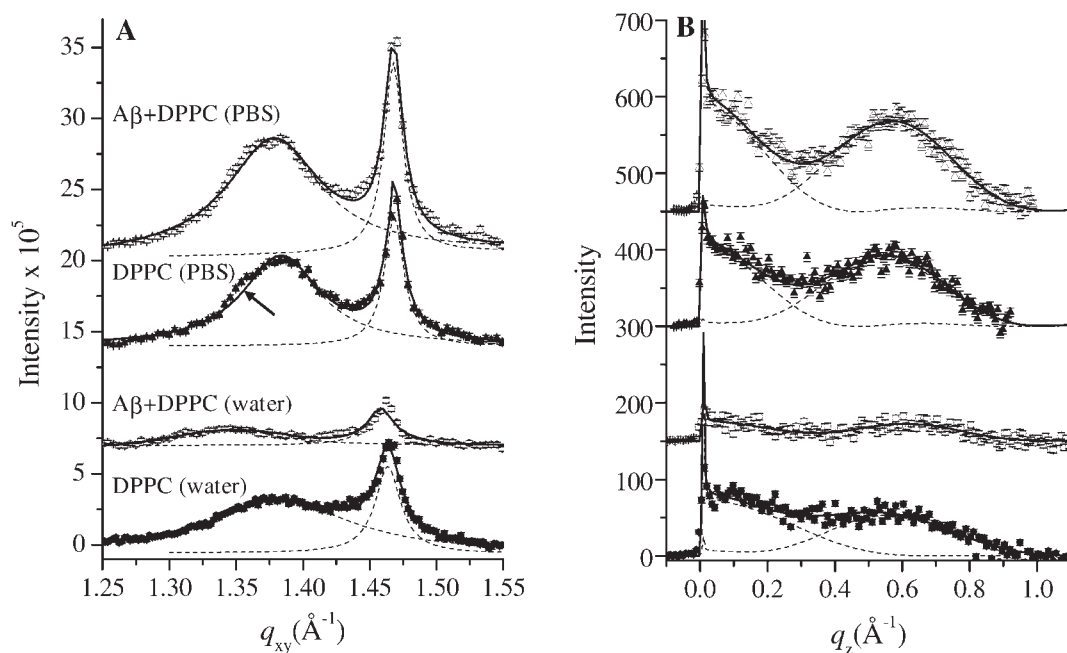 A
35
30
25
20
15
10
5
0
Intensity x 10⁵
Aβ+DPPC (PBS)
DPPC (PBS)
Aβ+DPPC (water)
DPPC (water)
1.25 1.30 1.35 1.40 1.45 1.50 1.55
q_xy(Å⁻¹)
B
700
600
500
400
300
200
100
0
Intensity
0.0 0.2 0.4 0.6 0.8 1.0
q_z(Å⁻¹)